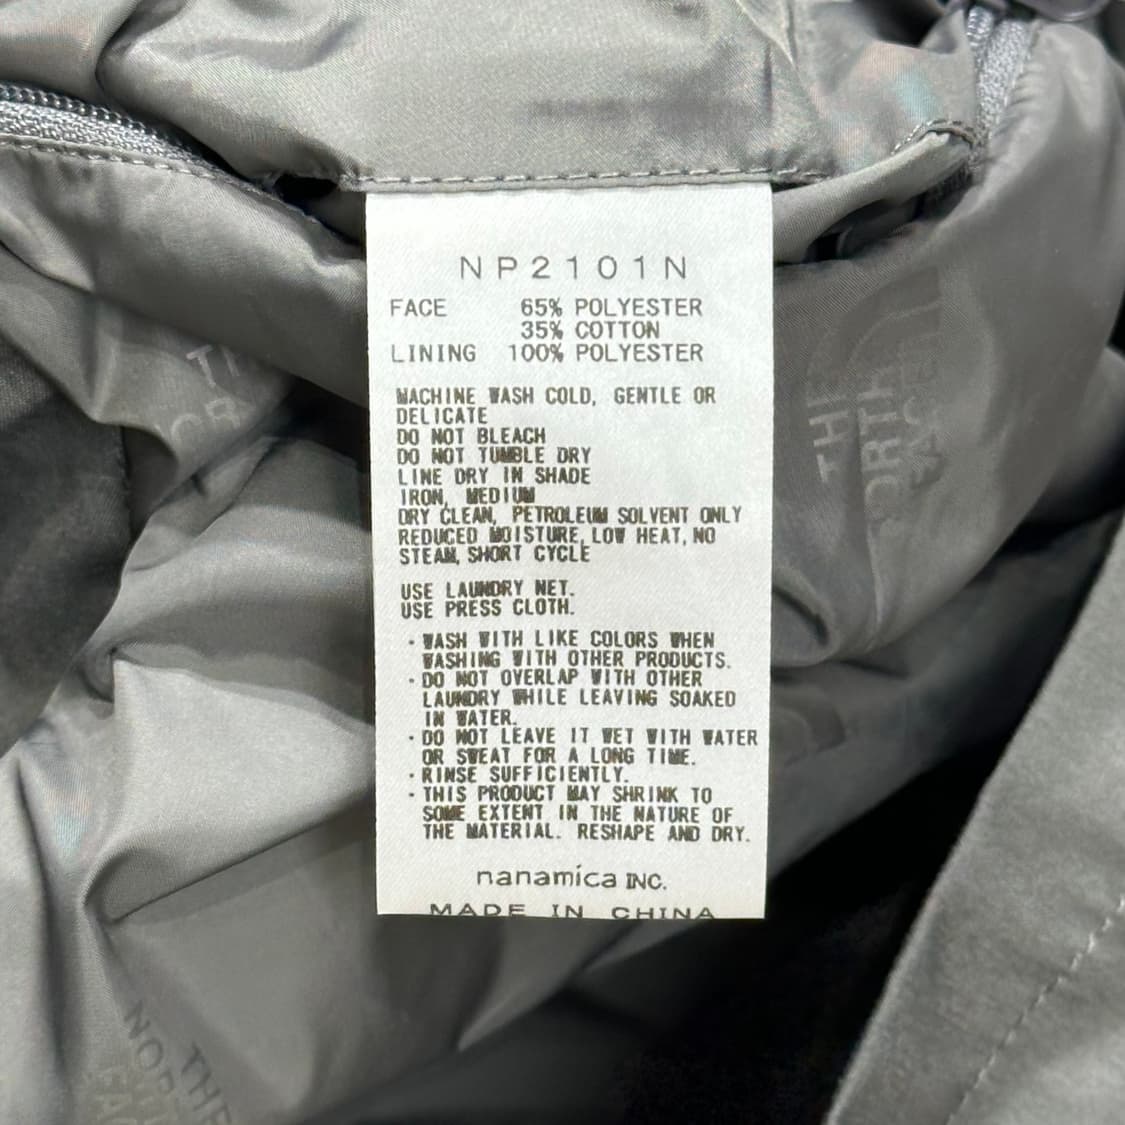 NP2101N
FACE 65% POLYESTER
35% COTTON
LINING 100% POLYESTER
MACHINE WASH COLD, GENTLE OR
DELICATE
DO NOT BLEACH
DO NOT TUMBLE DRY
LINE DRY IN SHADE
IRON, MEDIUM
DRY CLEAN, PETROLEUM SOLVENT ONLY
REDUCED MOISTURE, LOW HEAT, NO
STEAM, SHORT CYCLE
USE LAUNDRY NET.
USE PRESS CLOTH.
・WASH WITH LIKE COLORS WHEN
WASHING WITH OTHER PRODUCTS.
・DO NOT OVERLAP WITH OTHER
LAUNDRY WHILE LEAVING SOAKED
IN WATER.
・DO NOT LEAVE IT WET WITH WATER
OR SWEAT FOR A LONG TIME.
・RINSE SUFFICIENTLY.
・THIS PRODUCT MAY SHRINK TO
SOME EXTENT IN THE NATURE OF
THE MATERIAL. RESHAPE AND DRY.
nanamica INC.
MADE IN CHINA
THE
NORTH
FACE
THE
NORTH